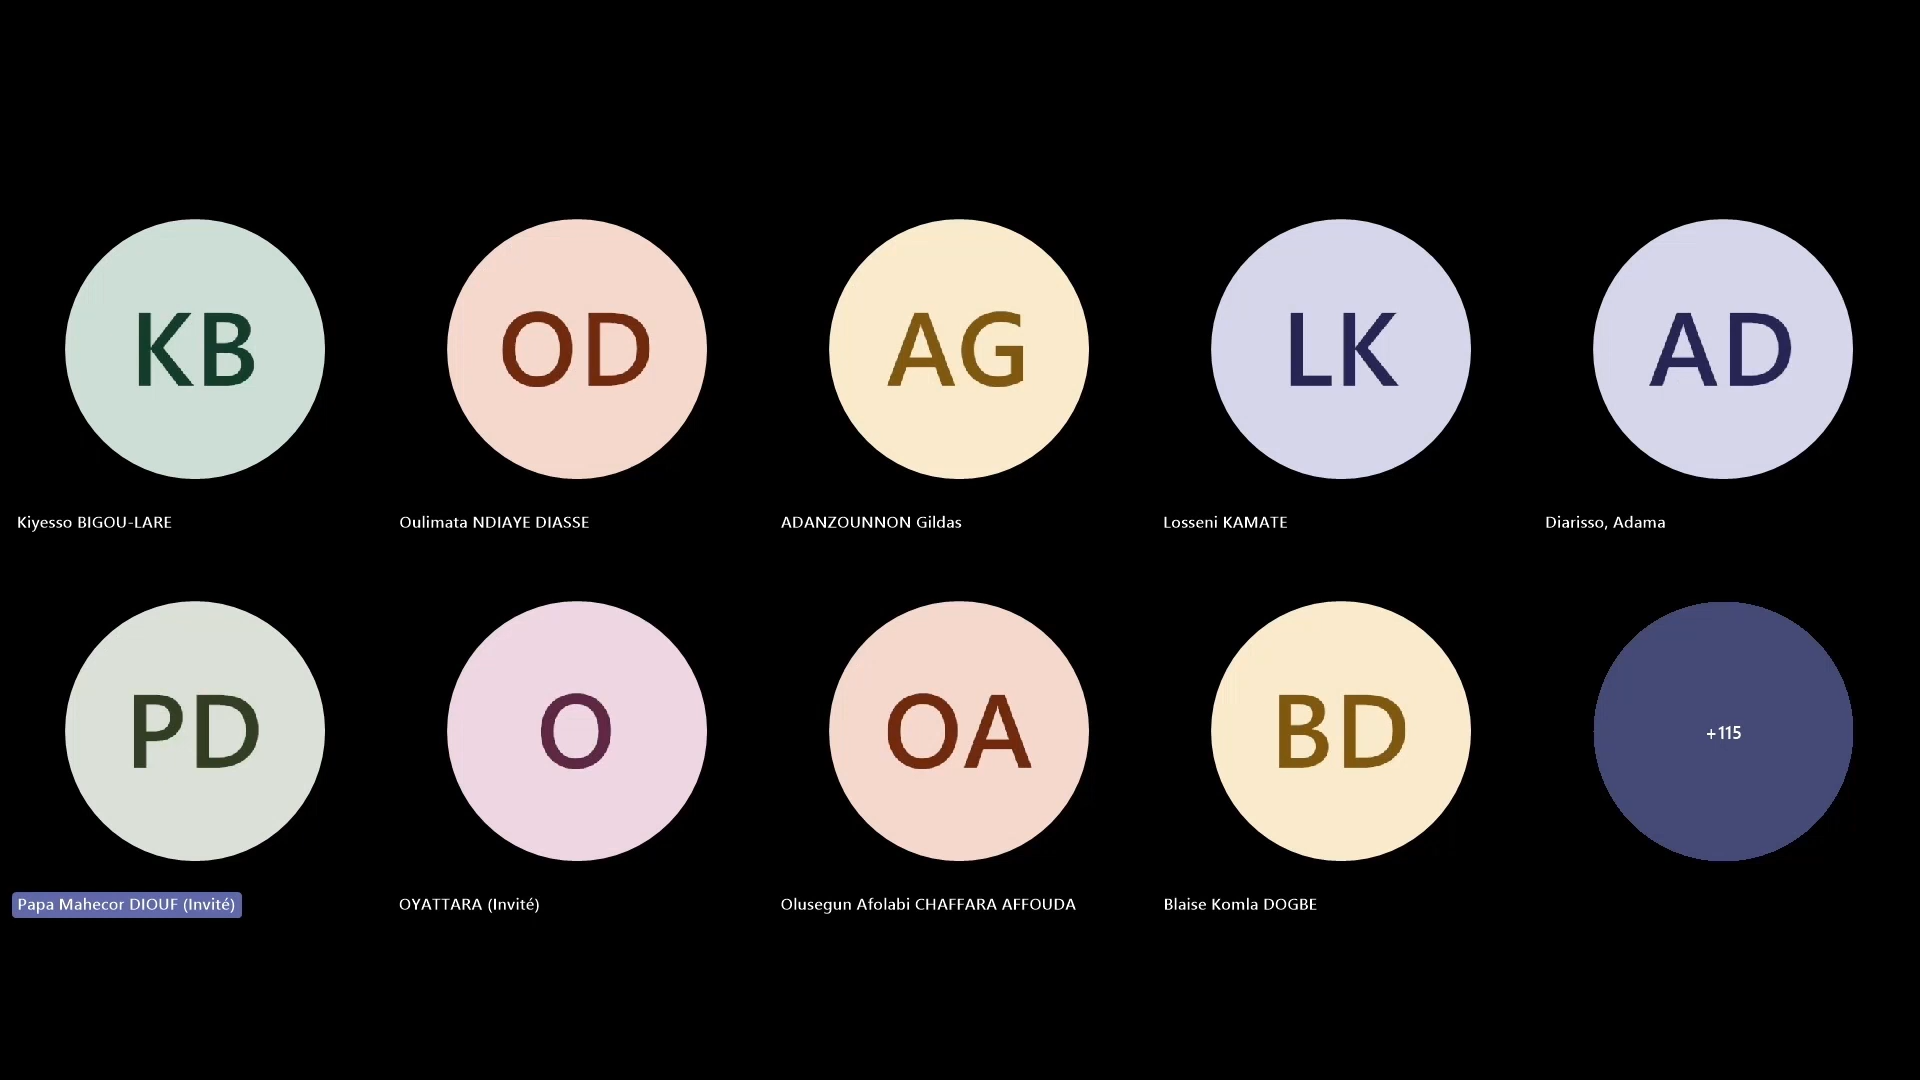 KB
OD
AG
LK
AD
Kiyesso BIGOU-LARE
Oulimata NDIAYE DIASSE
ADANZOUNNON Gildas
Losseni KAMATE
Diarisso, Adama
PD
O
OA
BD
+115
Papa Mahecor DIOUF (Invité)
OYATTARA (Invité)
Olusegun Afolabi CHAFFARA AFFOUDA
Blaise Komla DOGBE